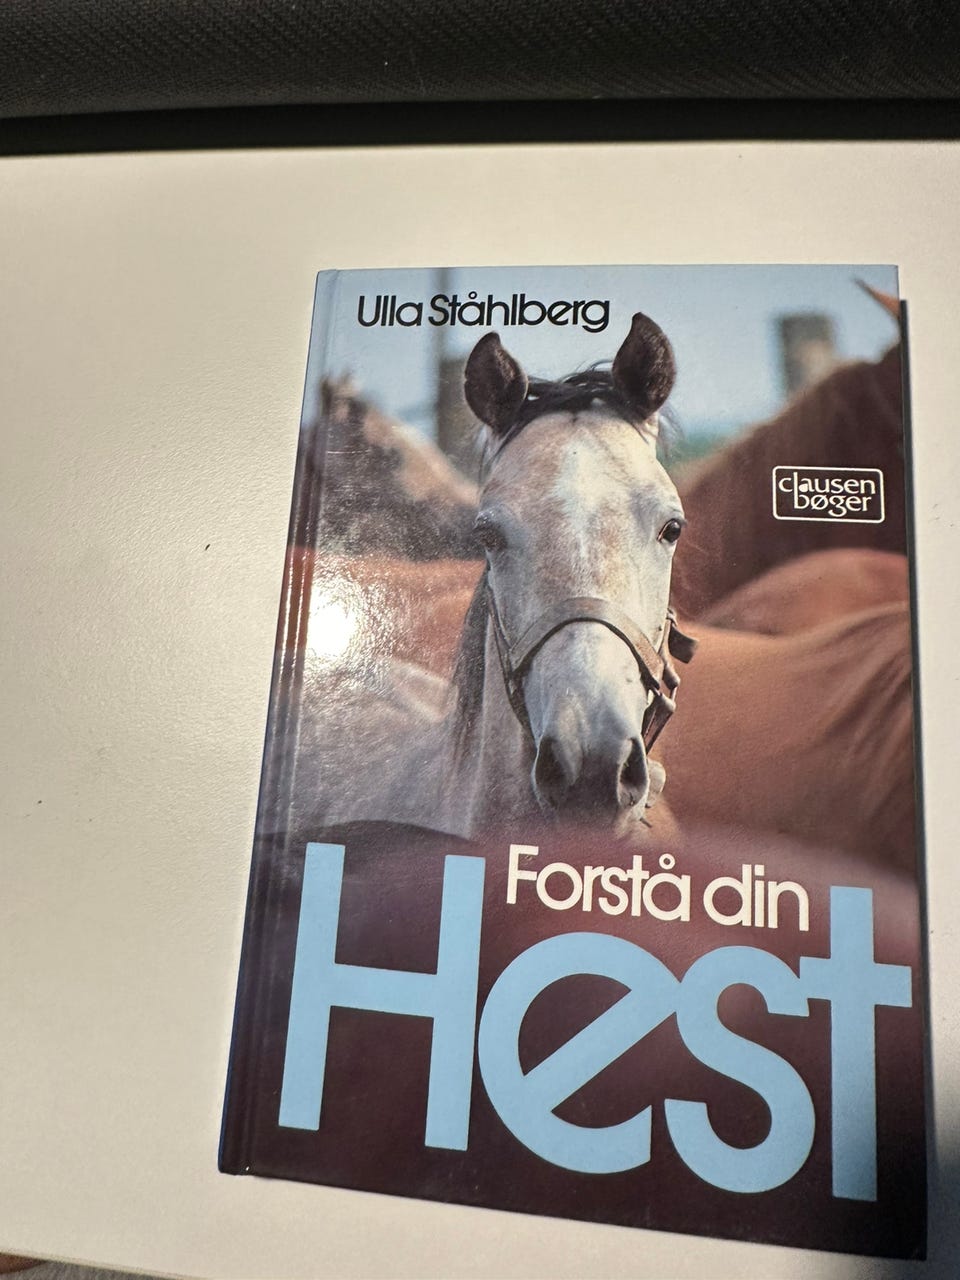 Ulla Ståhlberg
clausen
bøger
Forstå din
Hest